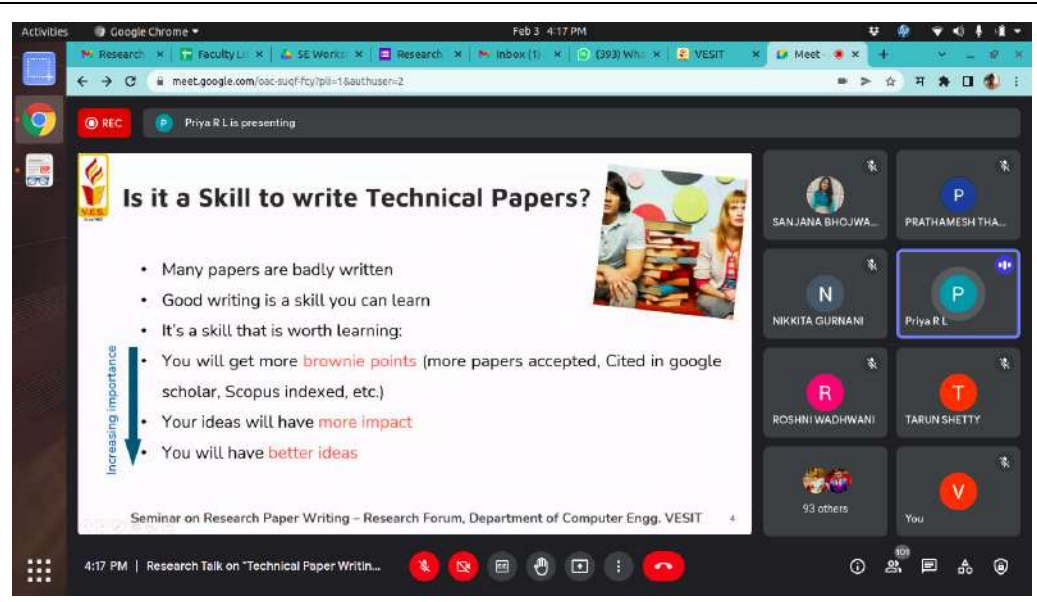 Activities
Google Chrome
Feb 3 4:17 PM
Research
Faculty Li
SE Works
Research
Inbox (1)
(393) Wha
VESIT
Meet
meet.google.com/oac-suqf-fcy?pli=1&authuser=2
REC
P
Priya R L is presenting
V.E.S.
Is it a Skill to write Technical Papers?
• Many papers are badly written
• Good writing is a skill you can learn
• It's a skill that is worth learning:
Increasing importance
• You will get more brownie points (more papers accepted, Cited in google
scholar, Scopus indexed, etc.)
• Your ideas will have more impact
• You will have better ideas
Seminar on Research Paper Writing – Research Forum, Department of Computer Engg. VESIT
4
SANJANA BHOJWA...
P
PRATHAMESH THA...
N
NIKKITA GURNANI
P
Priya R L
R
ROSHNI WADHWANI
T
TARUN SHETTY
93 others
V
You
4:17 PM | Research Talk on "Technical Paper Writin...
101